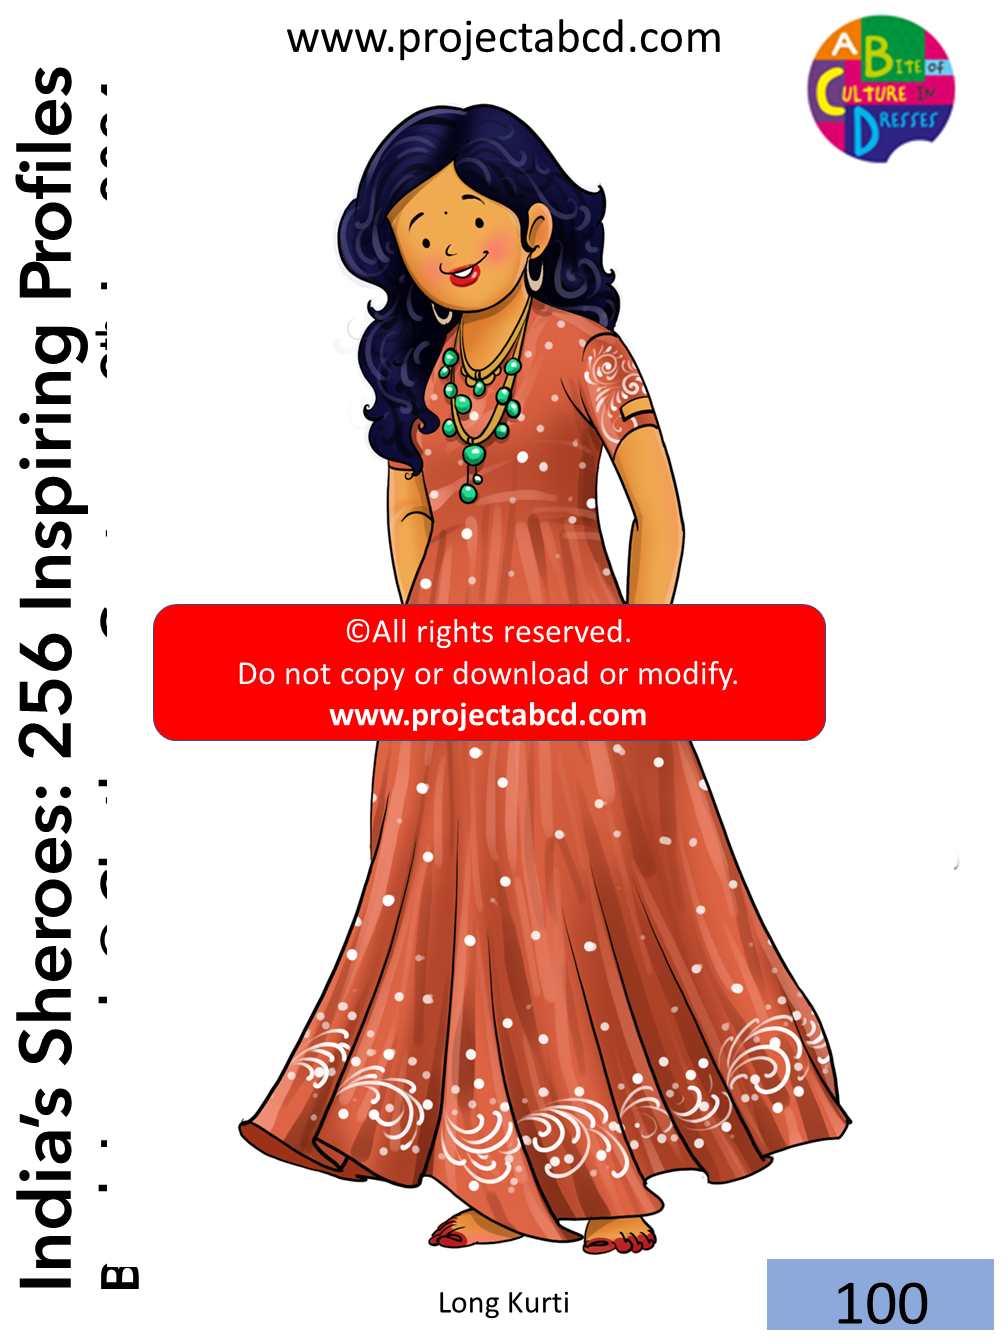 www.projectabcd.com
A
BITE OF
CULTURE IN
DRESSES
India's Sheroes: 256 Inspiring Profiles
©All rights reserved.
Do not copy or download or modify.
www.projectabcd.com
Long Kurti
100